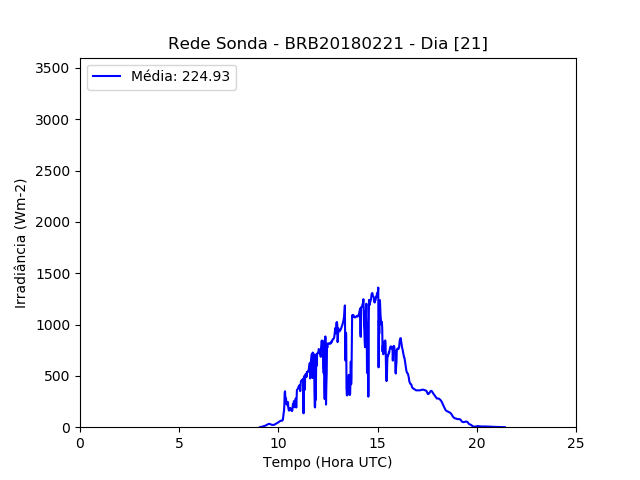 Rede Sonda - BRB20180221 - Dia [21]
Média: 224.93
3500
3000
2500
2000
1500
1000
500
0
Irradiância (Wm-2)
0 5 10 15 20 25
Tempo (Hora UTC)